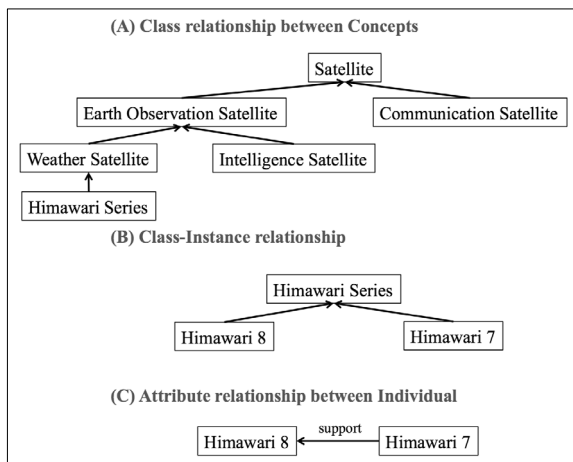 (A) Class relationship between Concepts
Satellite
Earth Observation Satellite
Communication Satellite
Weather Satellite
Intelligence Satellite
Himawari Series
(B) Class-Instance relationship
Himawari Series
Himawari 8
Himawari 7
(C) Attribute relationship between Individual
support
Himawari 8
Himawari 7